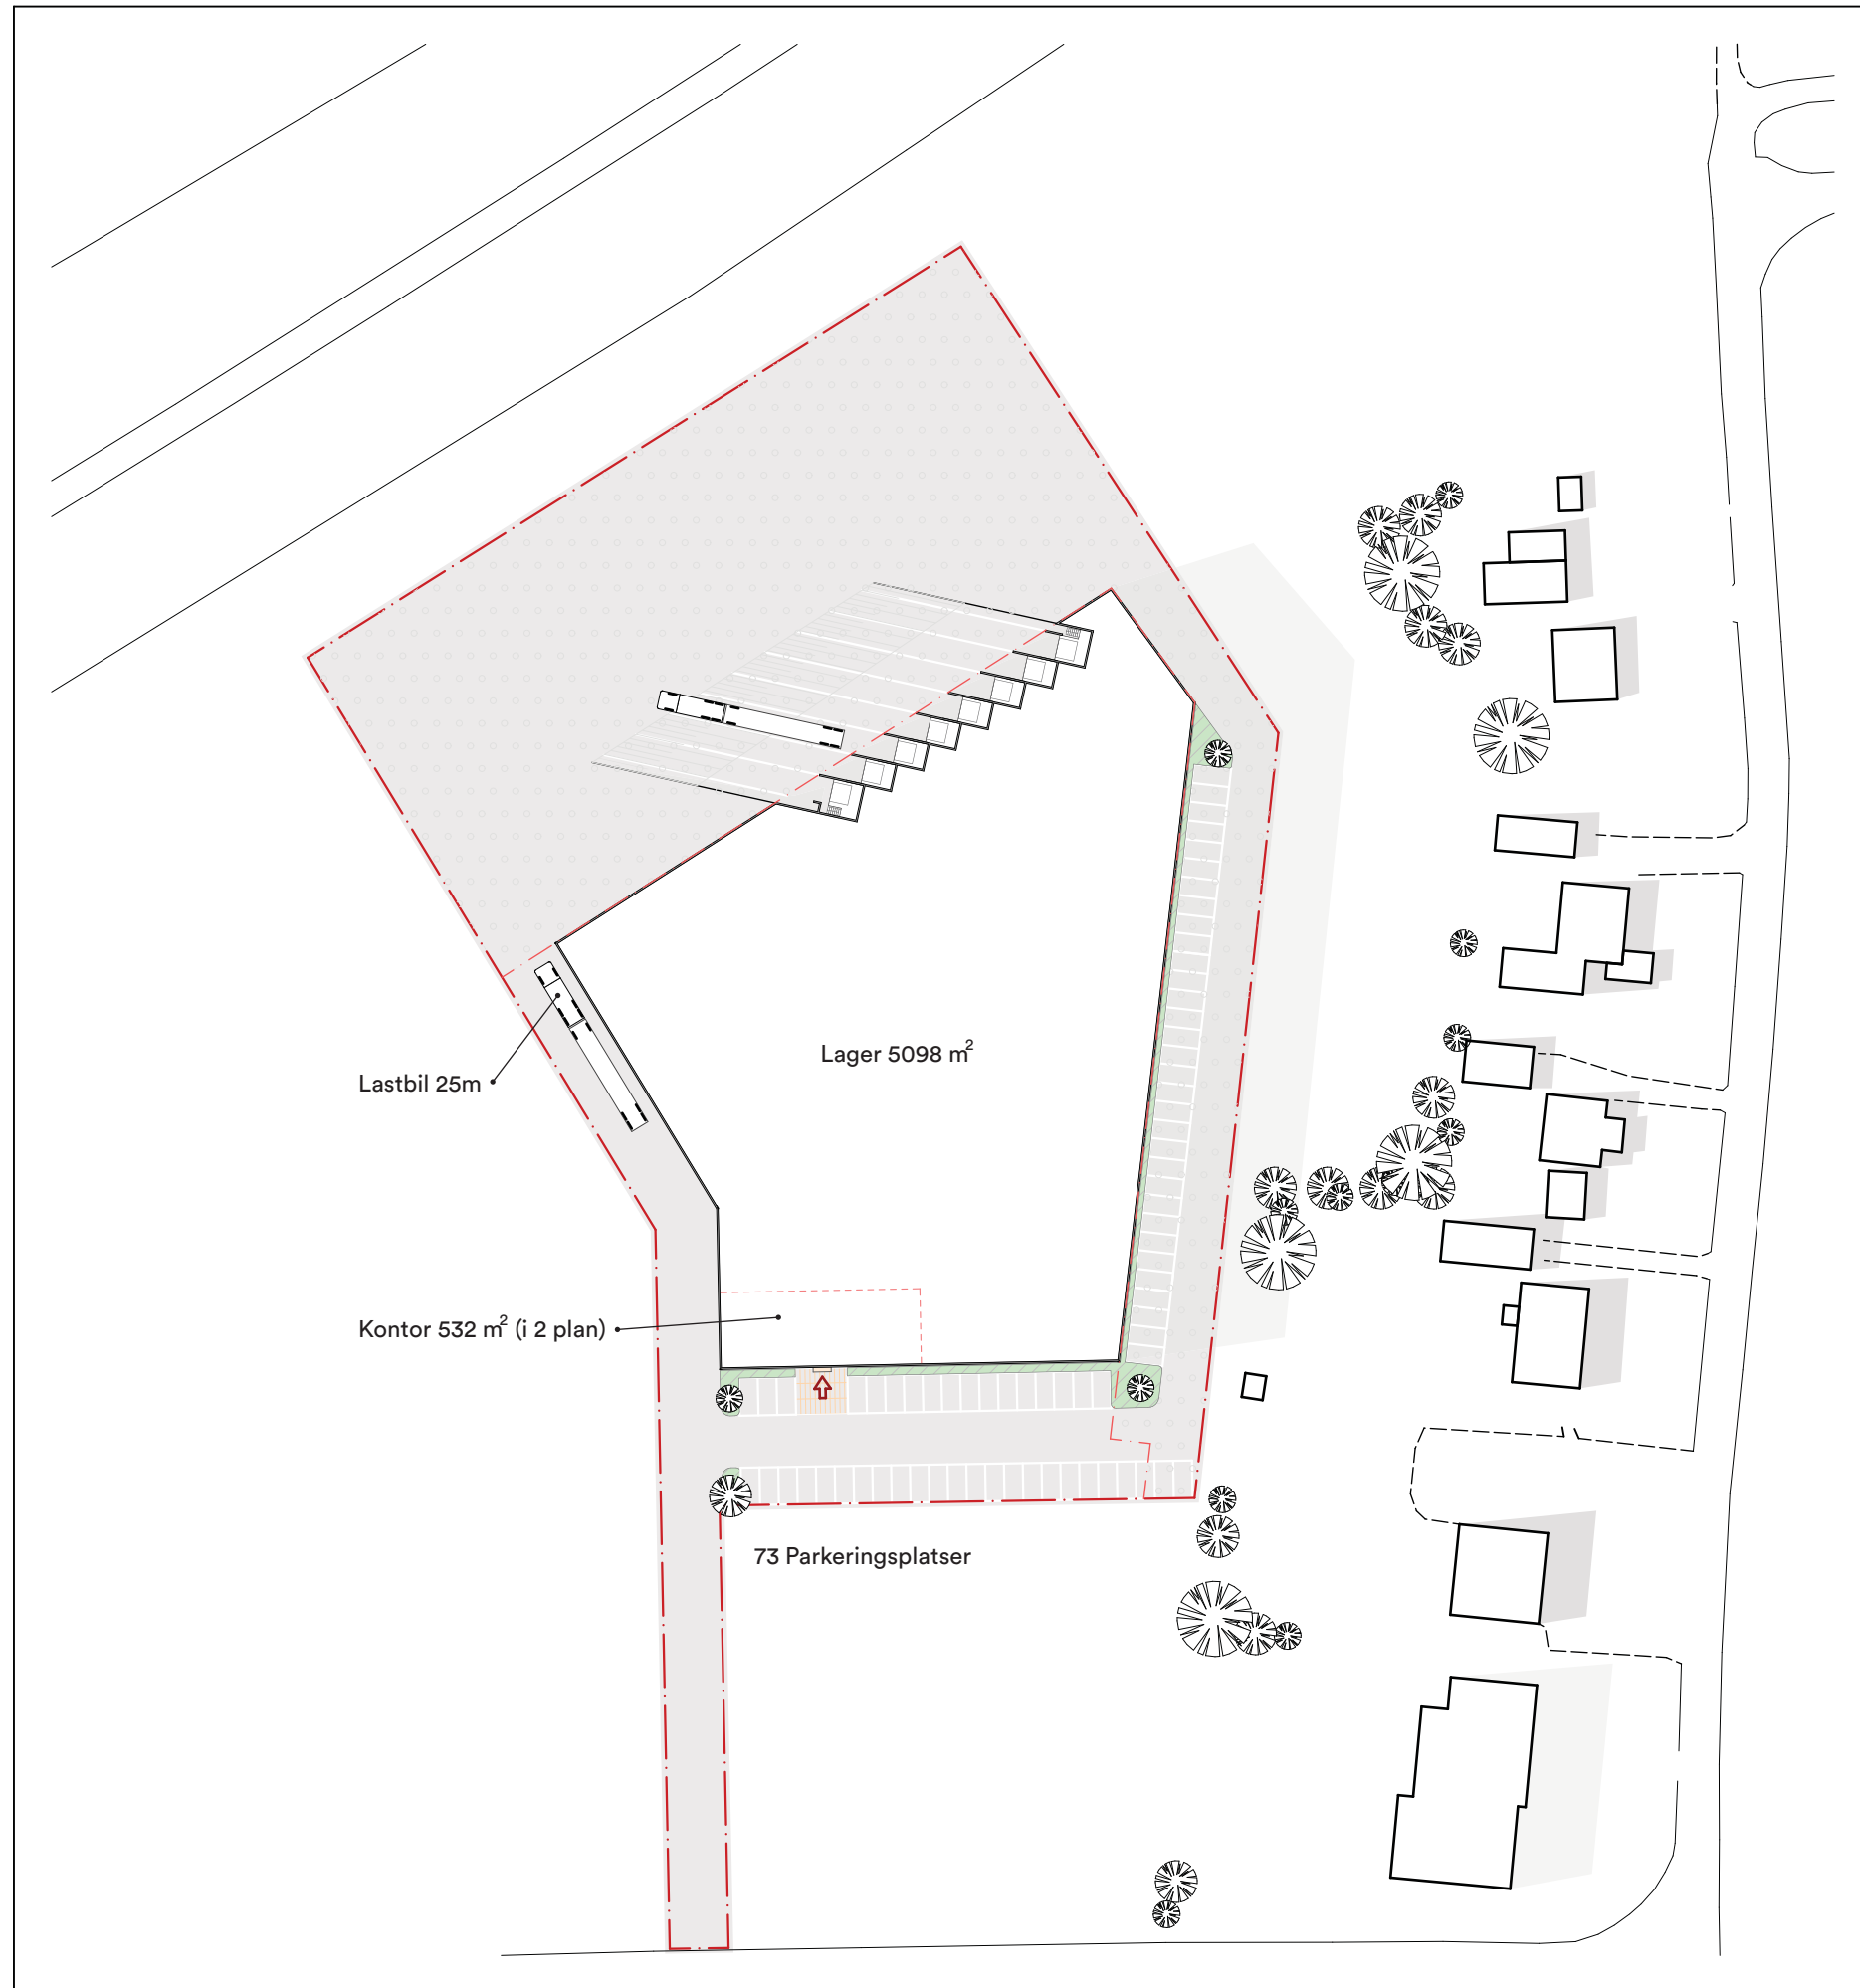 Lager 5098 m²
Lastbil 25m
Kontor 532 m² (i 2 plan)
73 Parkeringsplatser